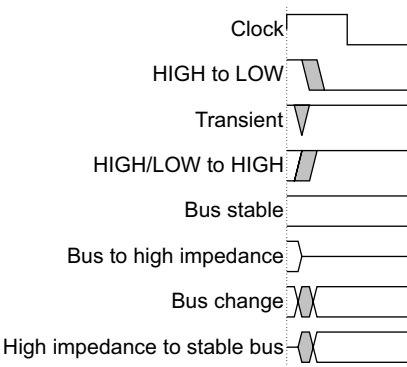 Clock
HIGH to LOW
Transient
HIGH/LOW to HIGH
Bus stable
Bus to high impedance
Bus change
High impedance to stable bus